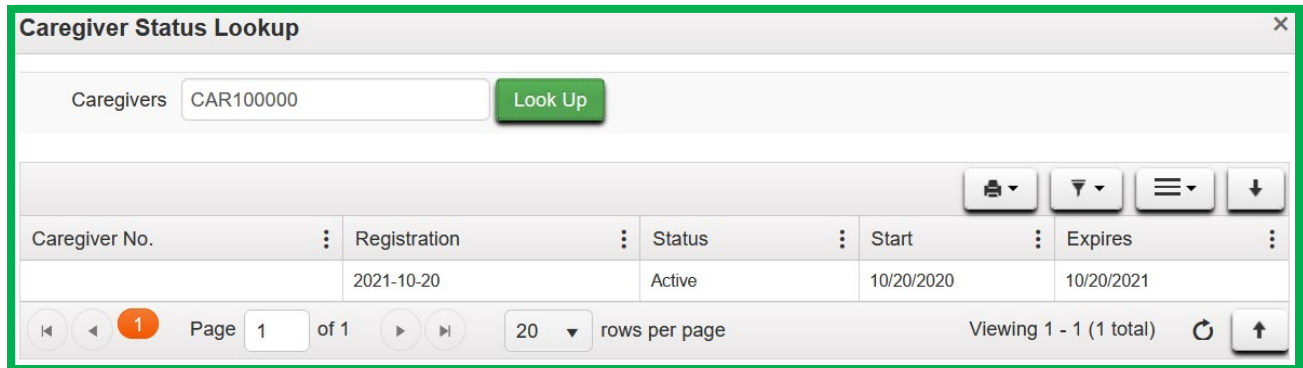 Caregiver Status Lookup
Caregivers CAR100000 Look Up
Caregiver No. Registration Status Start Expires
2021-10-20 Active 10/20/2020 10/20/2021
1 Page 1 of 1 20 rows per page Viewing 1 - 1 (1 total)